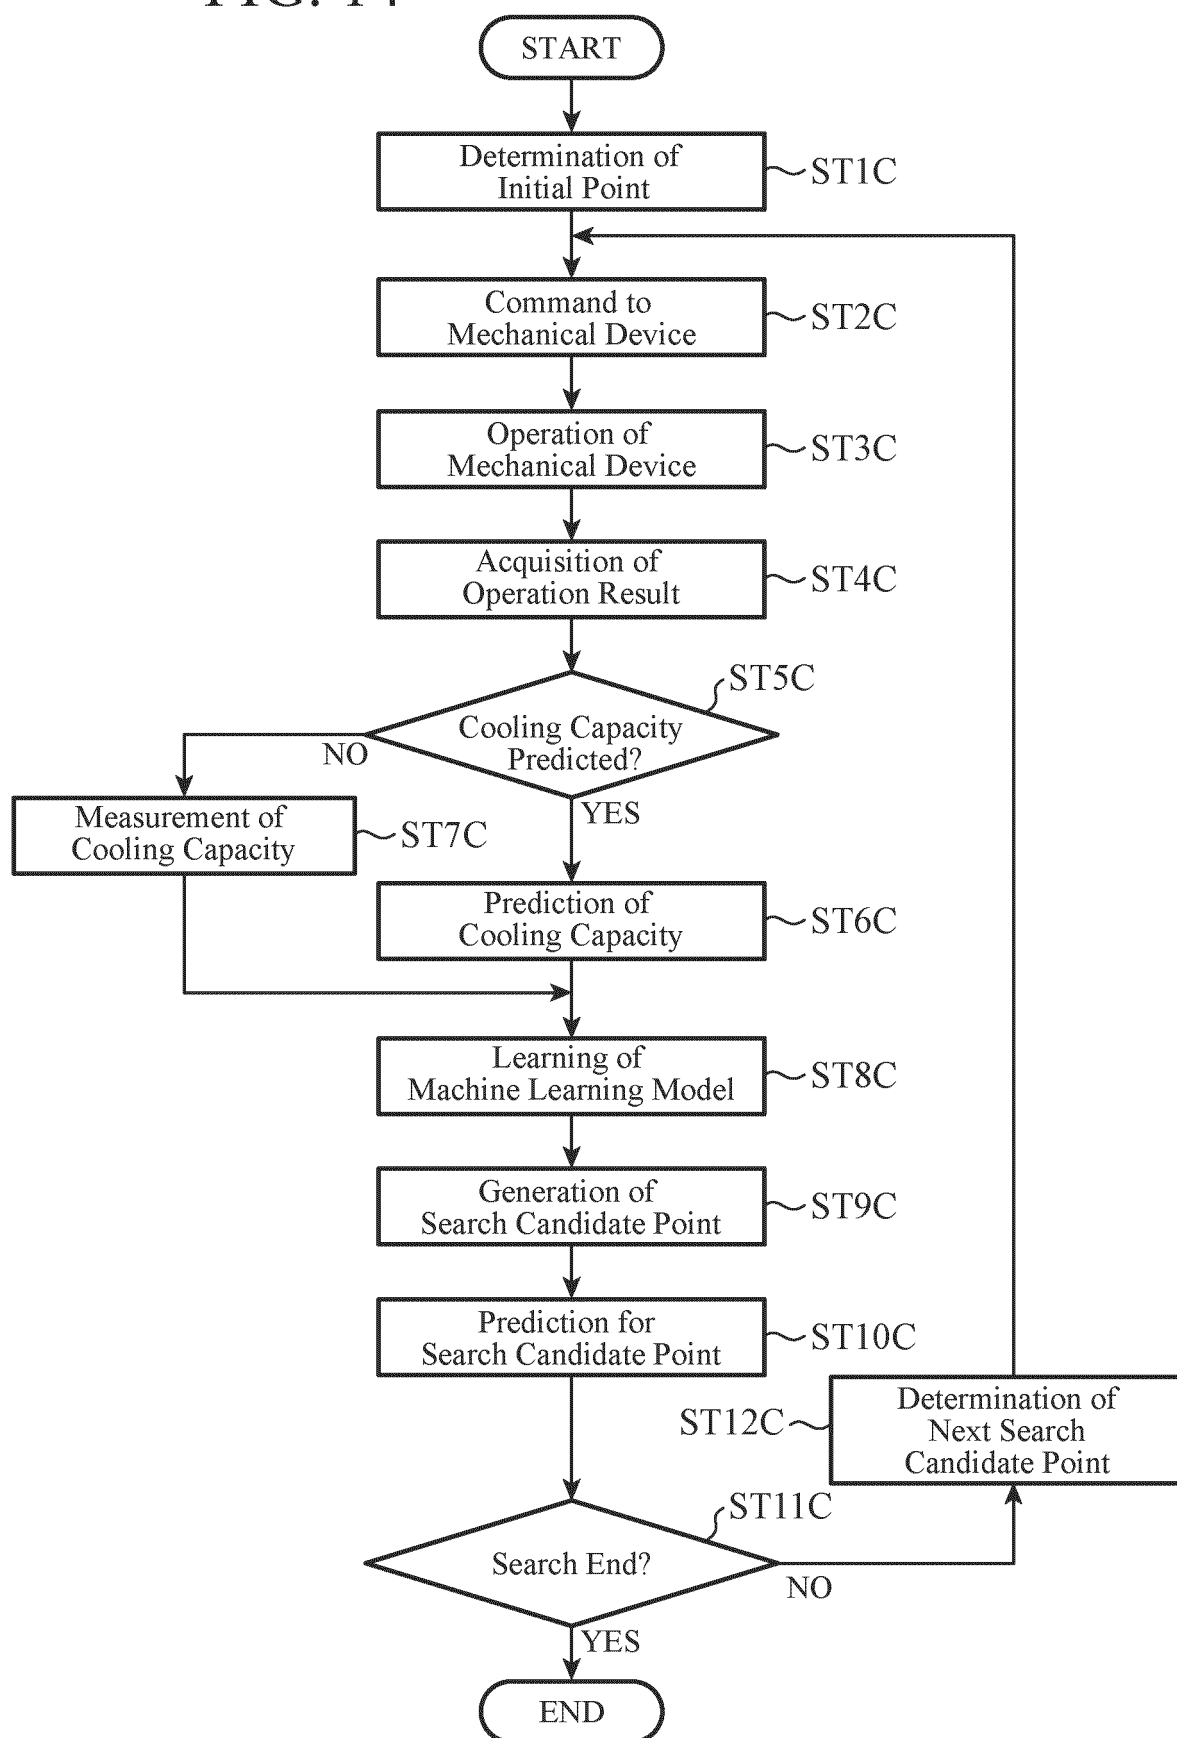 FIG. 14
START
Determination of
Initial Point
ST1C
Command to
Mechanical Device
ST2C
Operation of
Mechanical Device
ST3C
Acquisition of
Operation Result
ST4C
ST5C
Cooling Capacity
Predicted?
NO
YES
Measurement of
Cooling Capacity
ST7C
Prediction of
Cooling Capacity
ST6C
Learning of
Machine Learning Model
ST8C
Generation of
Search Candidate Point
ST9C
Prediction for
Search Candidate Point
ST10C
Determination of
Next Search
Candidate Point
ST12C
ST11C
Search End?
NO
YES
END